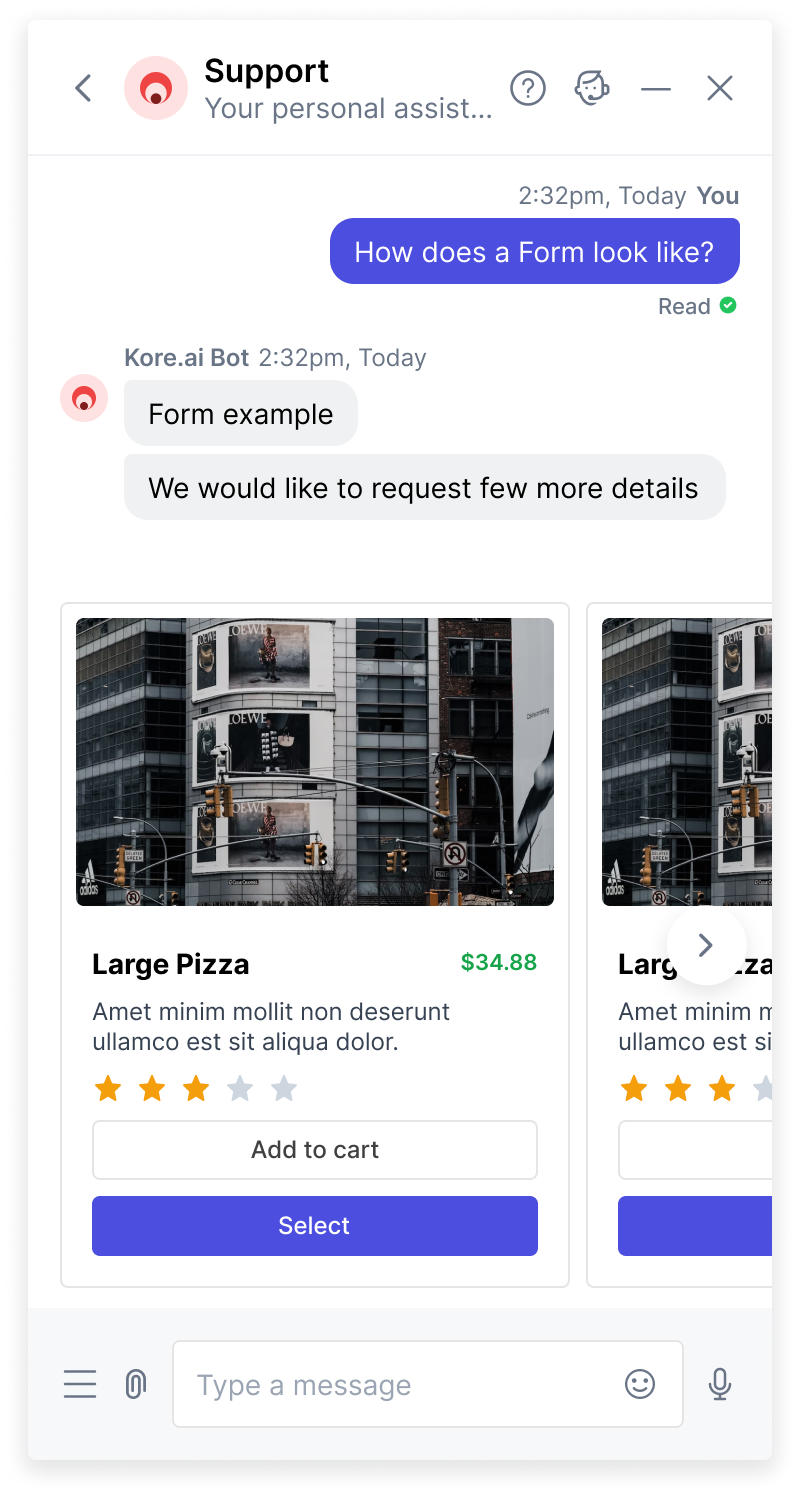 Support
Your personal assist...
2:32pm, Today You
How does a Form look like?
Read
Kore.ai Bot 2:32pm, Today
Form example
We would like to request few more details
LOEWE
LOEWE
LOEWE
adidas
adidas
Large Pizza
$34.88
Amet minim mollit non deserunt
ullamco est sit aliqua dolor.
Add to cart
Select
Larg
za
Amet minim
ullamco est si
Type a message